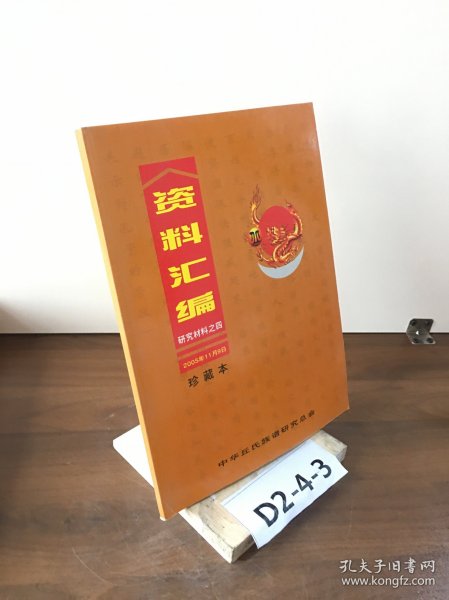 资料汇编
研究材料之四
2005年11月9日
珍藏本
中华丘氏族谱研究总会
D2-4-3
孔夫子旧书网
www.kongfz.com